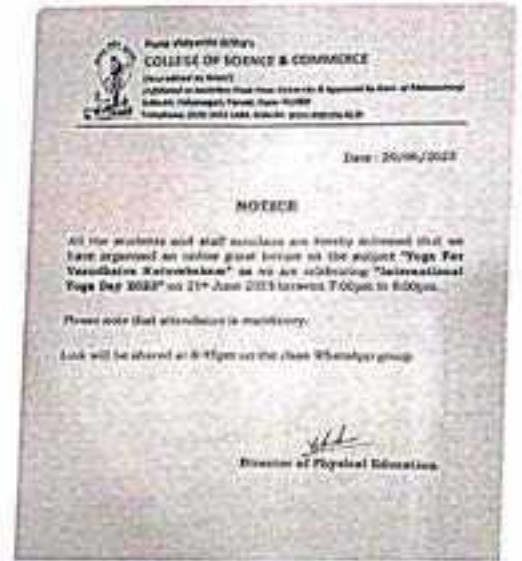 COLLEGE OF SCIENCE & COMMERCE
Date : 20/06/2023
NOTICE
All the students and staff members are hereby informed that we
have organized an online guest lecture on the subject "Yoga For
Vasudhaiva Kutumbakam" as we are celebrating "International
Yoga Day 2023" on 21st June 2023 between 7:00pm to 8:00pm.
Please note that attendance is mandatory.
Link will be shared at 6:45pm on the class WhatsApp group
Director of Physical Education